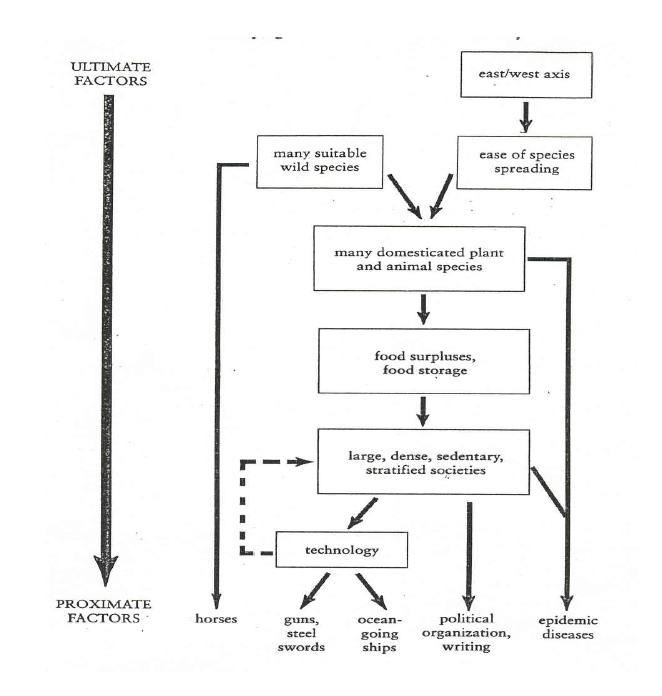 ULTIMATE
FACTORS
east/west axis
many suitable
wild species
ease of species
spreading
many domesticated plant
and animal species
food surpluses,
food storage
large, dense, sedentary,
stratified societies
technology
PROXIMATE
FACTORS
horses
guns,
steel
swords
ocean-
going
ships
political
organization,
writing
epidemic
diseases